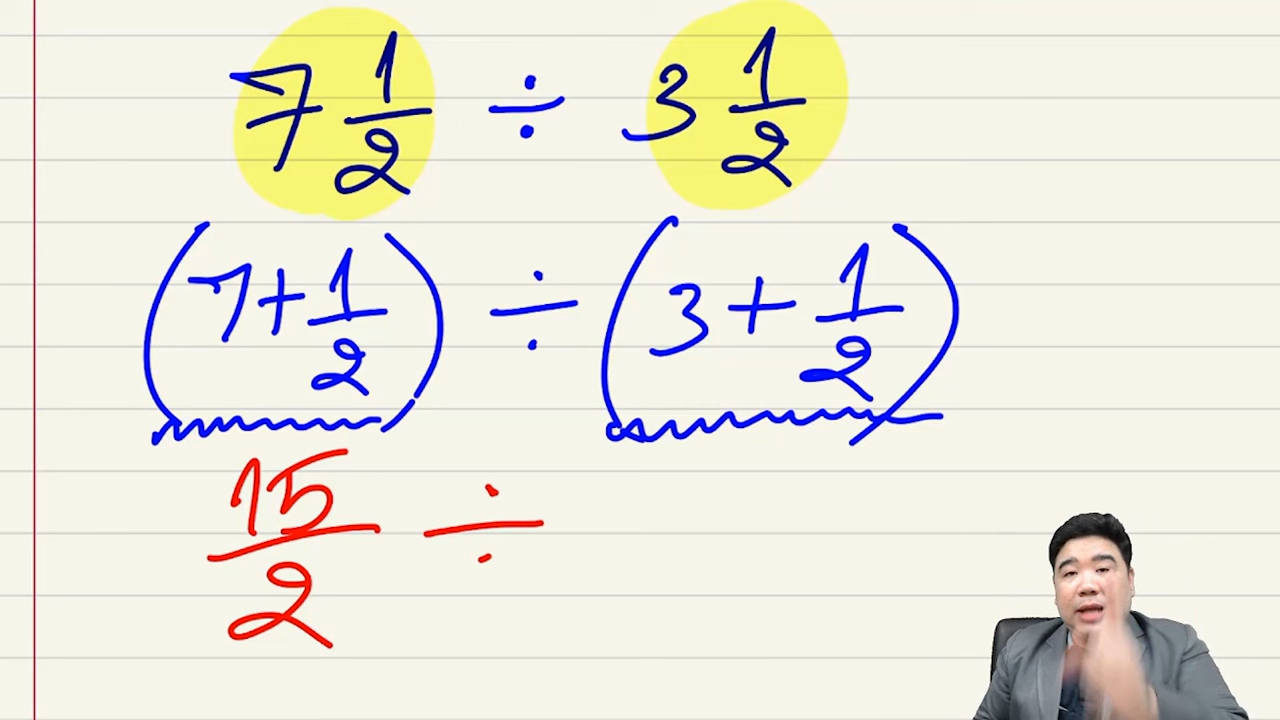 7 1/2 ÷ 3 1/2
(7 + 1/2) ÷ (3 + 1/2)
15/2 ÷